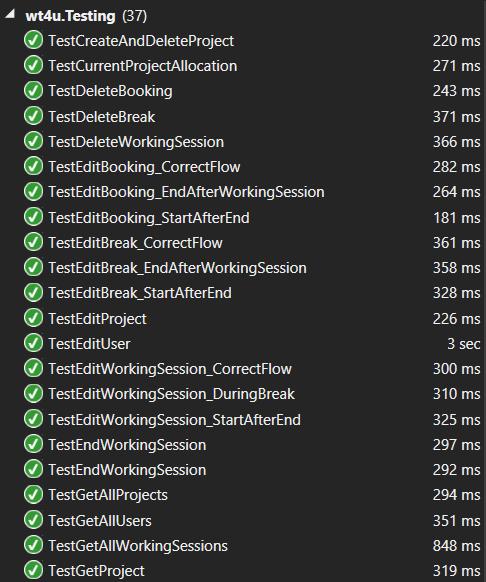 wt4u.Testing (37)
TestCreateAndDeleteProject 220 ms
TestCurrentProjectAllocation 271 ms
TestDeleteBooking 243 ms
TestDeleteBreak 371 ms
TestDeleteWorkingSession 366 ms
TestEditBooking_CorrectFlow 282 ms
TestEditBooking_EndAfterWorkingSession 264 ms
TestEditBooking_StartAfterEnd 181 ms
TestEditBreak_CorrectFlow 361 ms
TestEditBreak_EndAfterWorkingSession 358 ms
TestEditBreak_StartAfterEnd 328 ms
TestEditProject 226 ms
TestEditUser 3 sec
TestEditWorkingSession_CorrectFlow 300 ms
TestEditWorkingSession_DuringBreak 310 ms
TestEditWorkingSession_StartAfterEnd 325 ms
TestEndWorkingSession 297 ms
TestEndWorkingSession 292 ms
TestGetAllProjects 294 ms
TestGetAllUsers 351 ms
TestGetAllWorkingSessions 848 ms
TestGetProject 319 ms